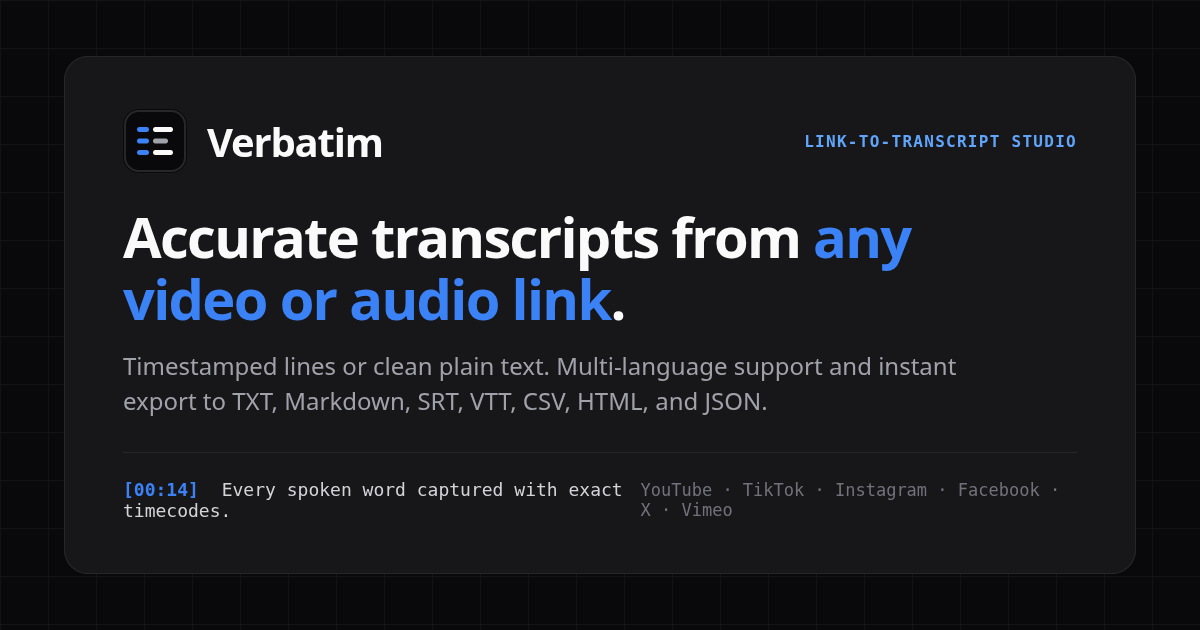 Verbatim
LINK-TO-TRANSCRIPT STUDIO
Accurate transcripts from any
video or audio link.
Timestamped lines or clean plain text. Multi-language support and instant
export to TXT, Markdown, SRT, VTT, CSV, HTML, and JSON.
[00:14] Every spoken word captured with exact
timecodes.
YouTube · TikTok · Instagram · Facebook ·
X · Vimeo